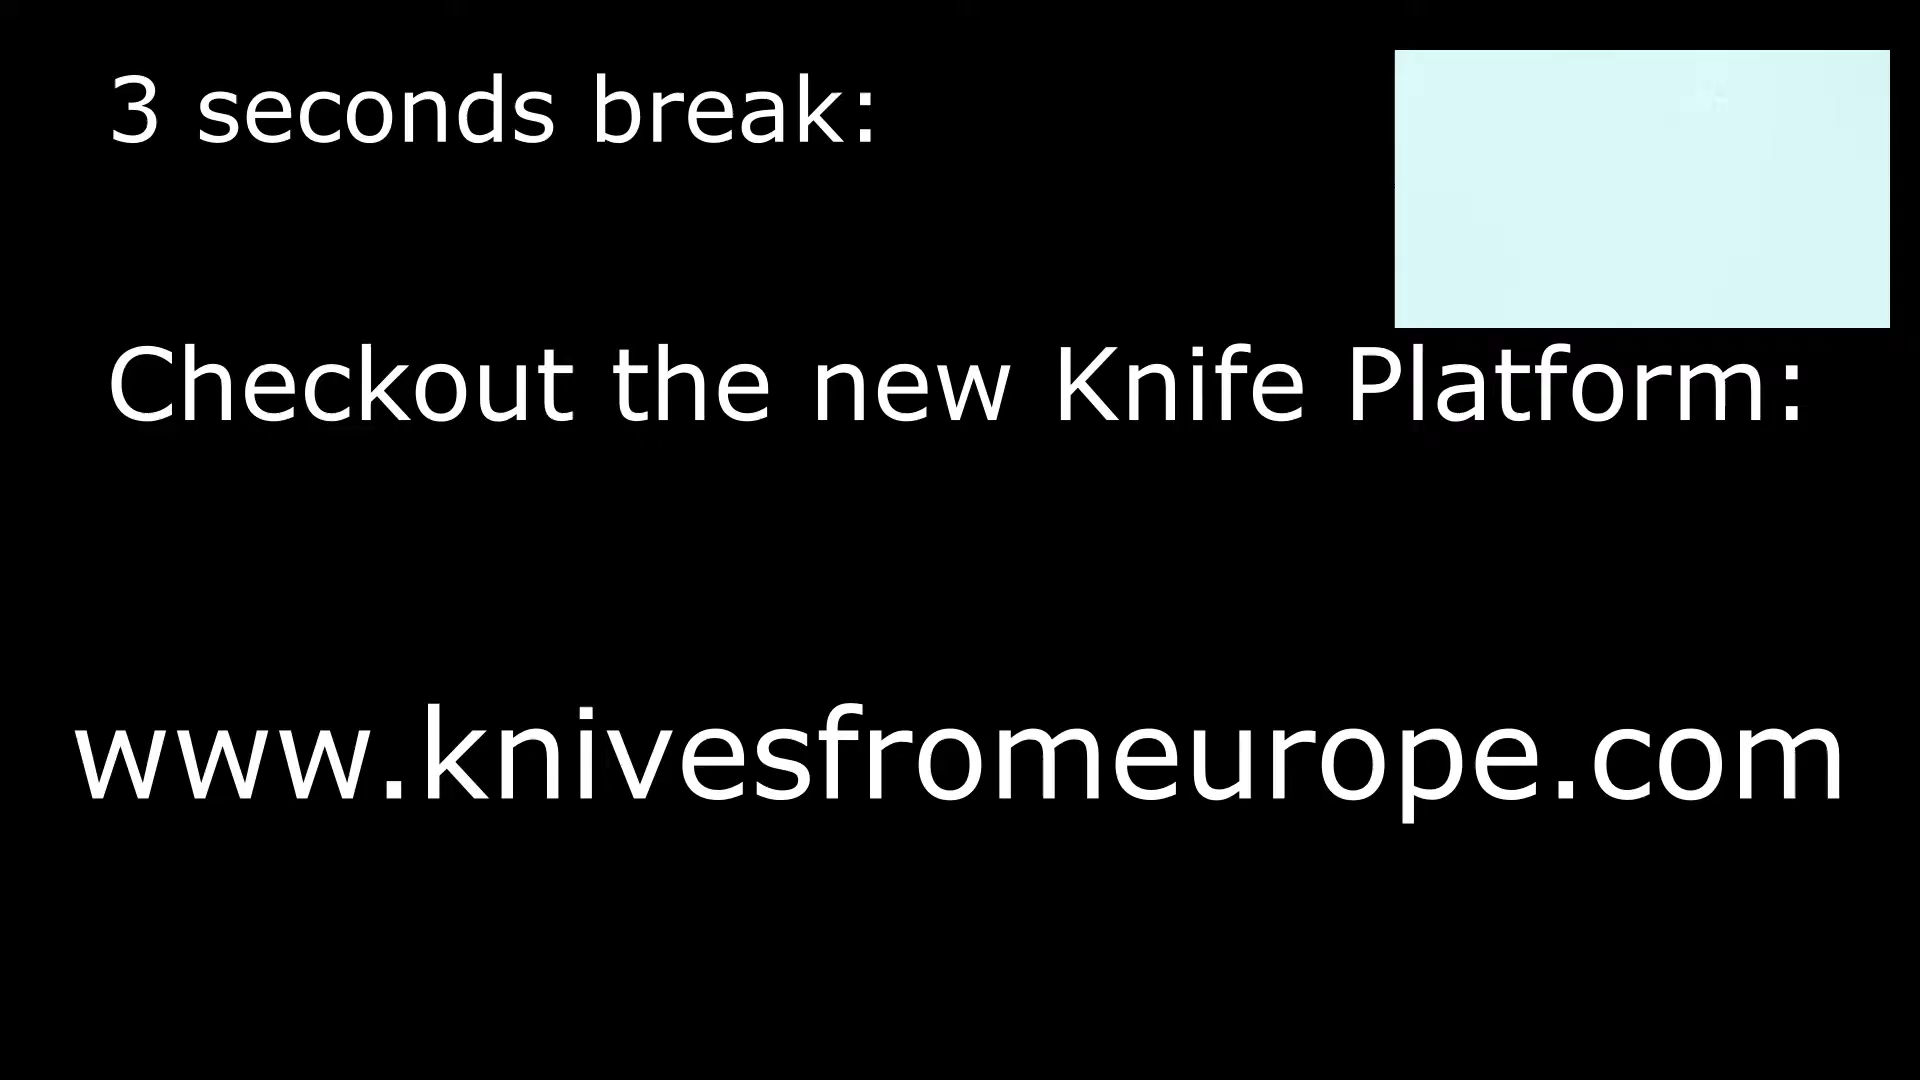 3 seconds break:
Checkout the new Knife Platform:
www.knivesfromeurope.com